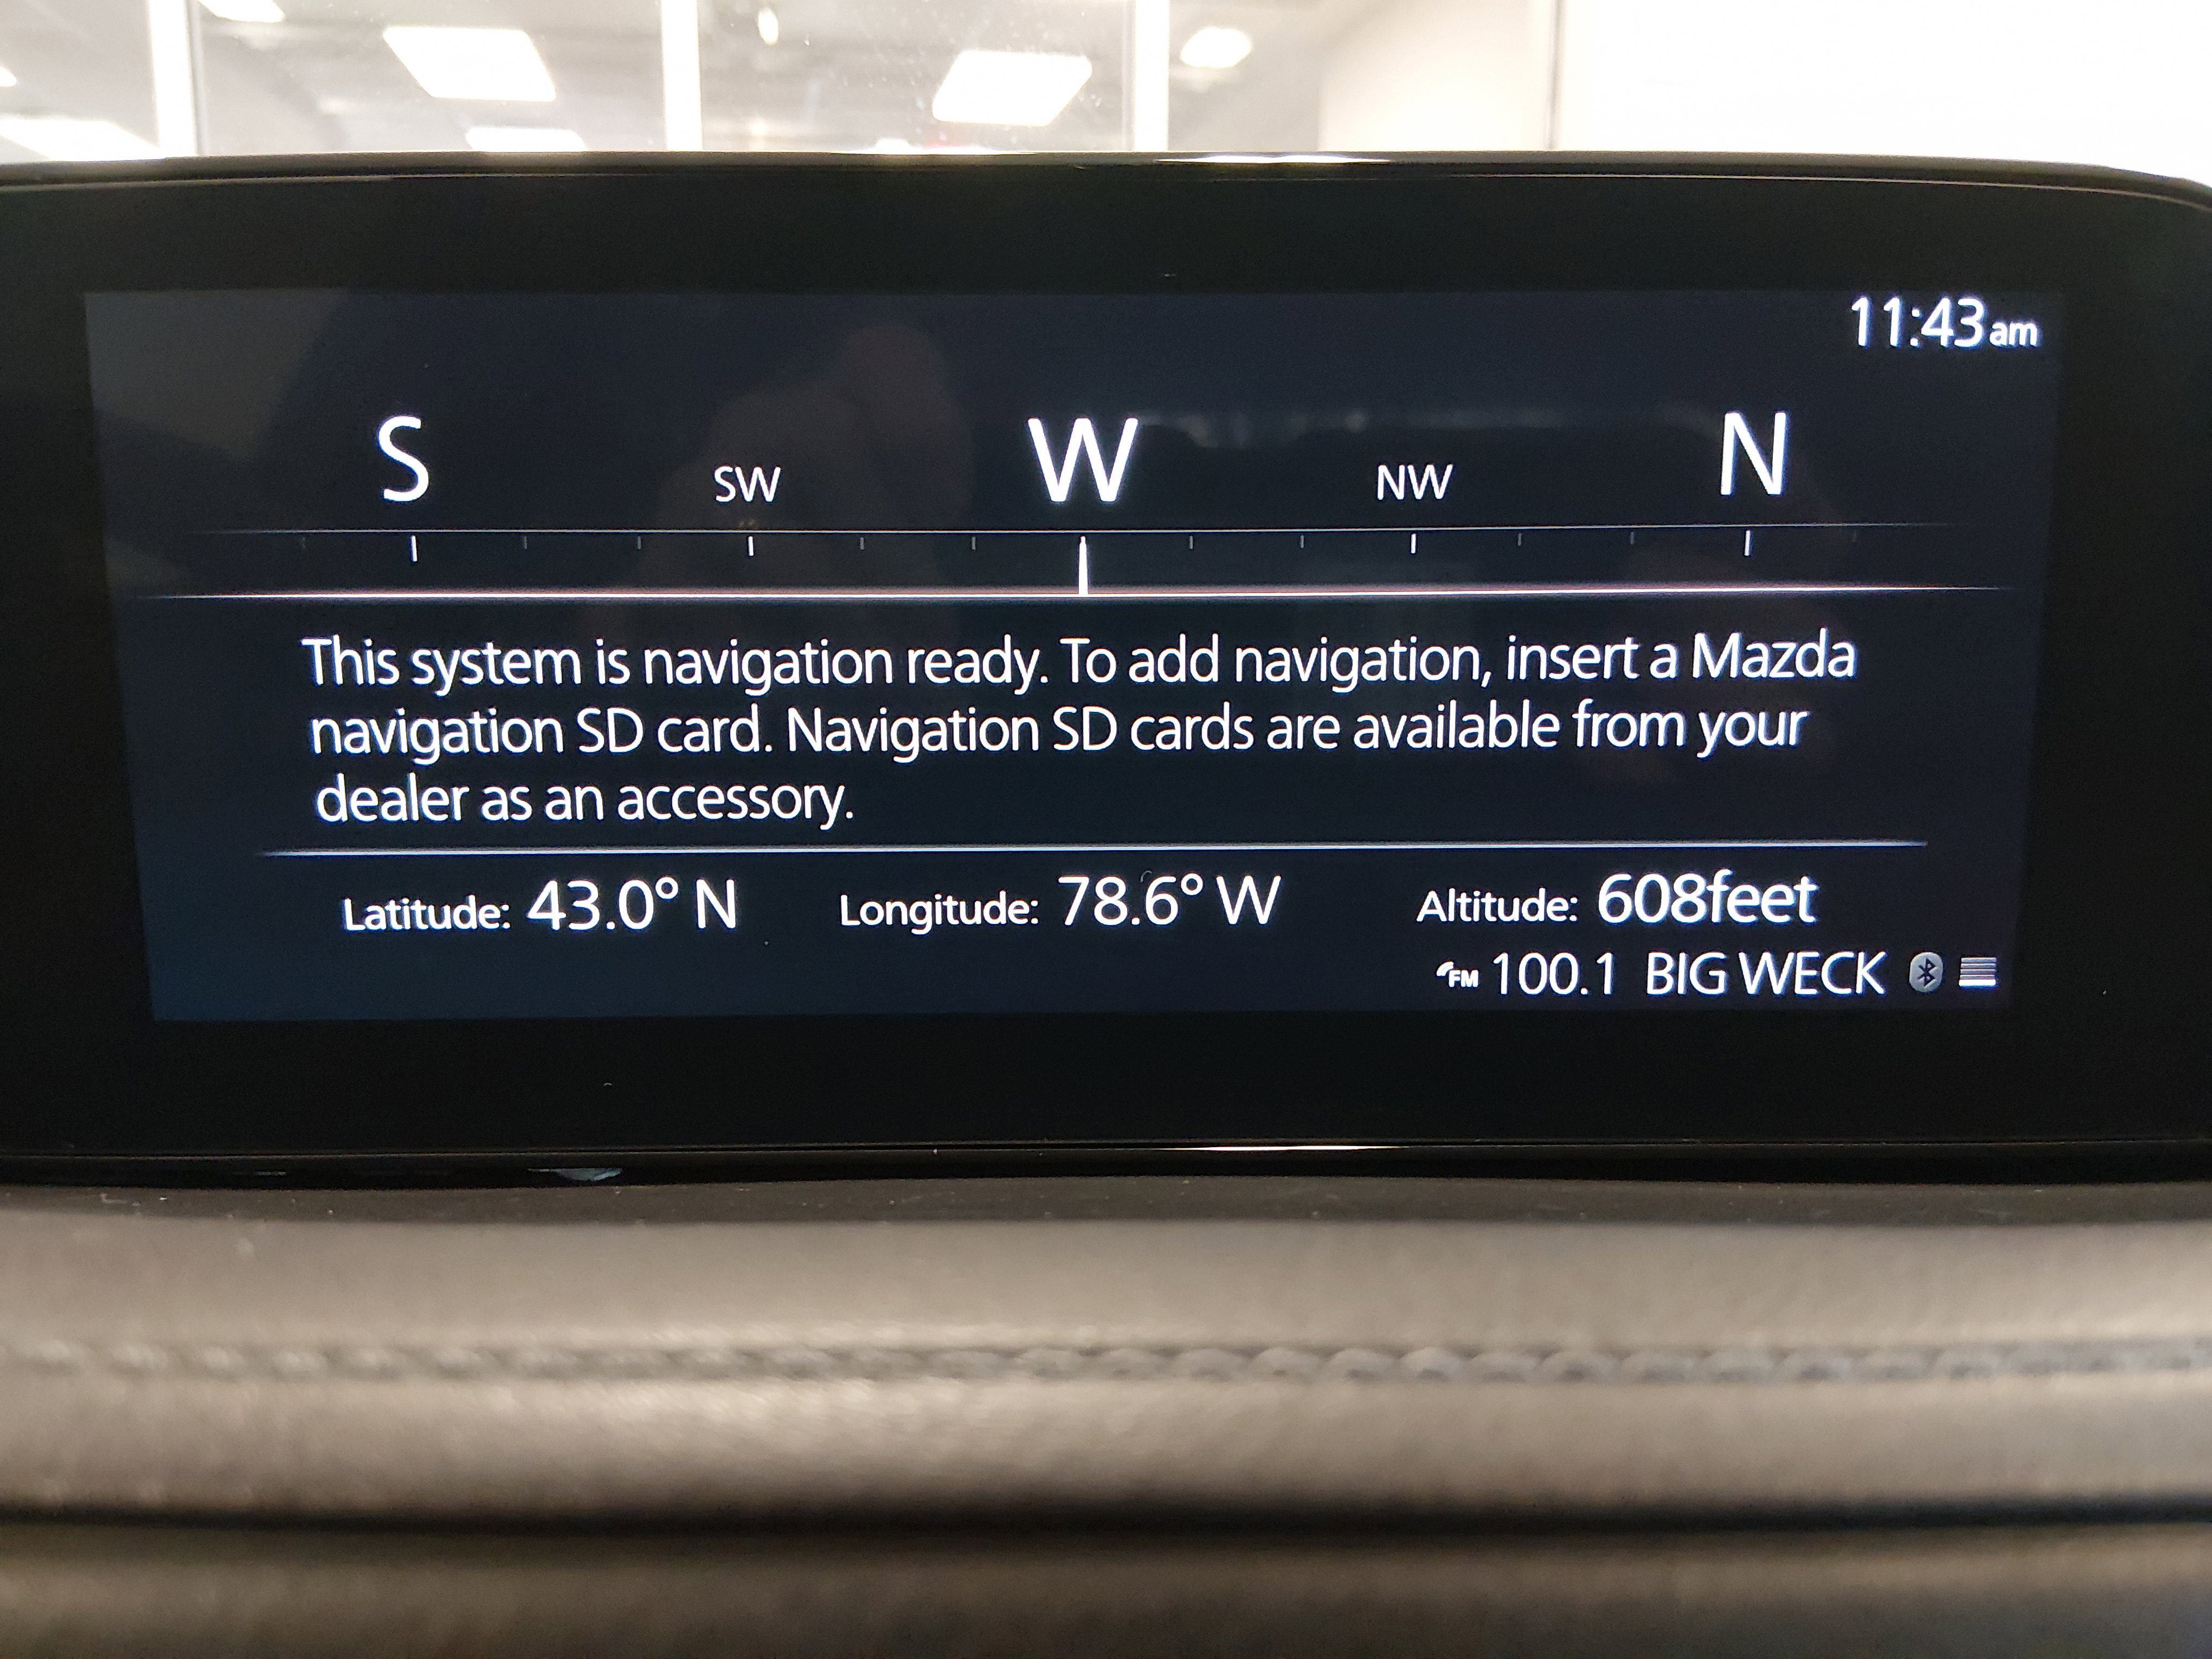 11:43am
S SW W NW N
This system is navigation ready. To add navigation, insert a Mazda
navigation SD card. Navigation SD cards are available from your
dealer as an accessory.
Latitude: 43.0° N Longitude: 78.6° W Altitude: 608feet
FM 100.1 BIG WECK